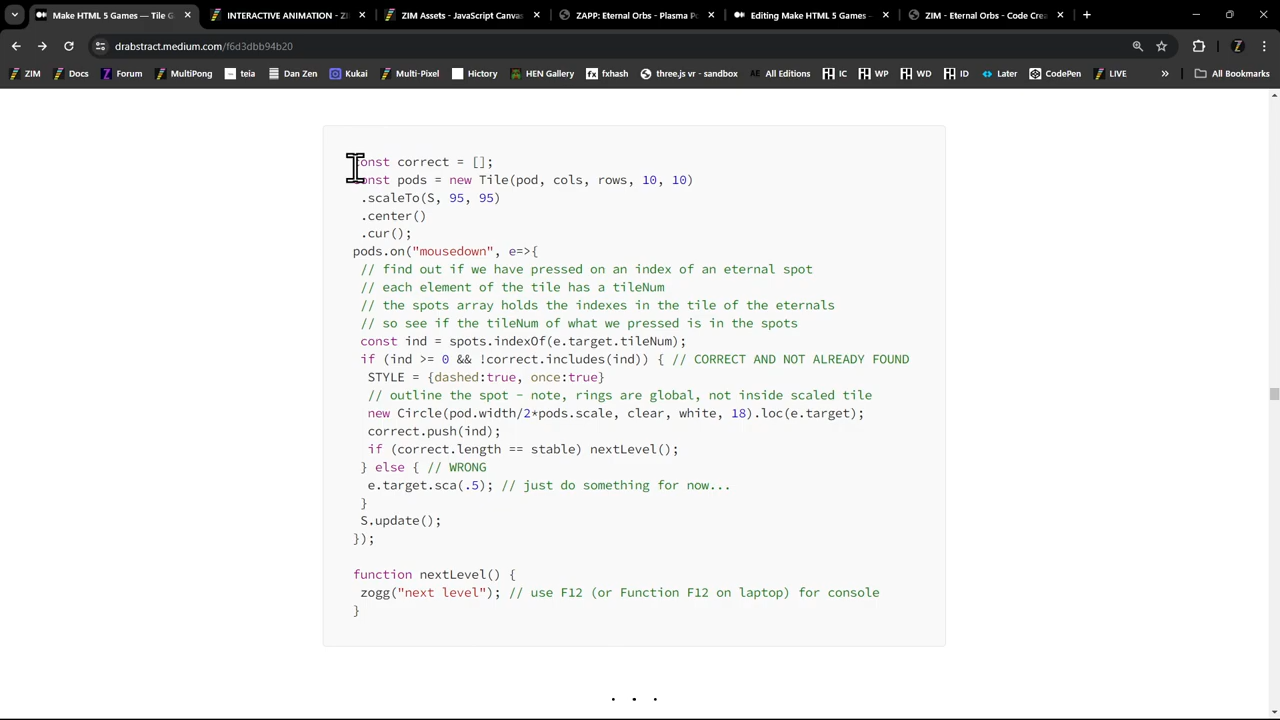 Make HTML 5 Games — Tile G
INTERACTIVE ANIMATION - Z
ZIM Assets - JavaScript Canvas
ZAPP: Eternal Orbs - Plasma P
Editing Make HTML 5 Games –
ZIM - Eternal Orbs - Code Cre
drabstract.medium.com/f6d3dbb94b20
ZIM Docs Forum MultiPong teia Dan Zen Kukai Multi-Pixel Hictory HEN Gallery fxhash three.js vr - sandbox AE All Editions IC WP WD ID Later CodePen LIVE » All Bookmarks
const correct = [];
const pods = new Tile(pod, cols, rows, 10, 10)
.scaleTo(S, 95, 95)
.center()
.cur();
pods.on("mousedown", e=>{
// find out if we have pressed on an index of an eternal spot
// each element of the tile has a tileNum
// the spots array holds the indexes in the tile of the eternals
// so see if the tileNum of what we pressed is in the spots
const ind = spots.indexOf(e.target.tileNum);
if (ind >= 0 && !correct.includes(ind)) { // CORRECT AND NOT ALREADY FOUND
STYLE = {dashed:true, once:true}
// outline the spot - note, rings are global, not inside scaled tile
new Circle(pod.width/2*pods.scale, clear, white, 18).loc(e.target);
correct.push(ind);
if (correct.length == stable) nextLevel();
} else { // WRONG
e.target.sca(.5); // just do something for now...
}
S.update();
});
function nextLevel() {
zogg("next level"); // use F12 (or Function F12 on laptop) for console
}
. . .